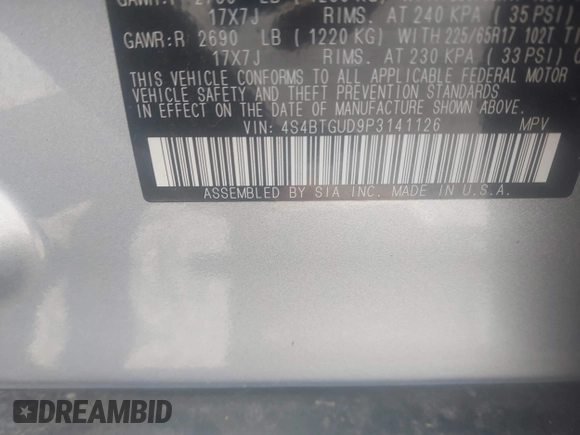 17X7J RIMS. AT 240 KPA ( 35 PSI)
GAWR:R 2690 LB ( 1220 KG) WITH 225/65R17 102T
17X7J RIMS. AT 230 KPA ( 33 PSI)
THIS VEHICLE CONFORMS TO ALL APPLICABLE FEDERAL MOTOR
VEHICLE SAFETY AND THEFT PREVENTION STANDARDS
IN EFFECT ON THE DATE OF MANUFACTURE SHOWN ABOVE.
VIN: 4S4BTGUD9P3141126 MPV
ASSEMBLED BY SIA INC. MADE IN U.S.A.
DREAMBID